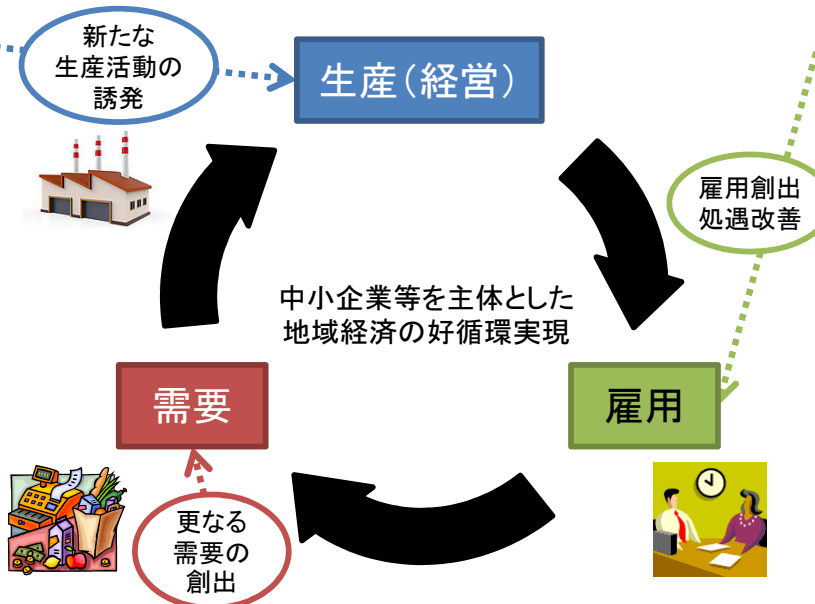 新たな
生産活動の
誘発
生産(経営)
雇用創出
処遇改善
中小企業等を主体とした
地域経済の好循環実現
需要
雇用
更なる
需要の
創出